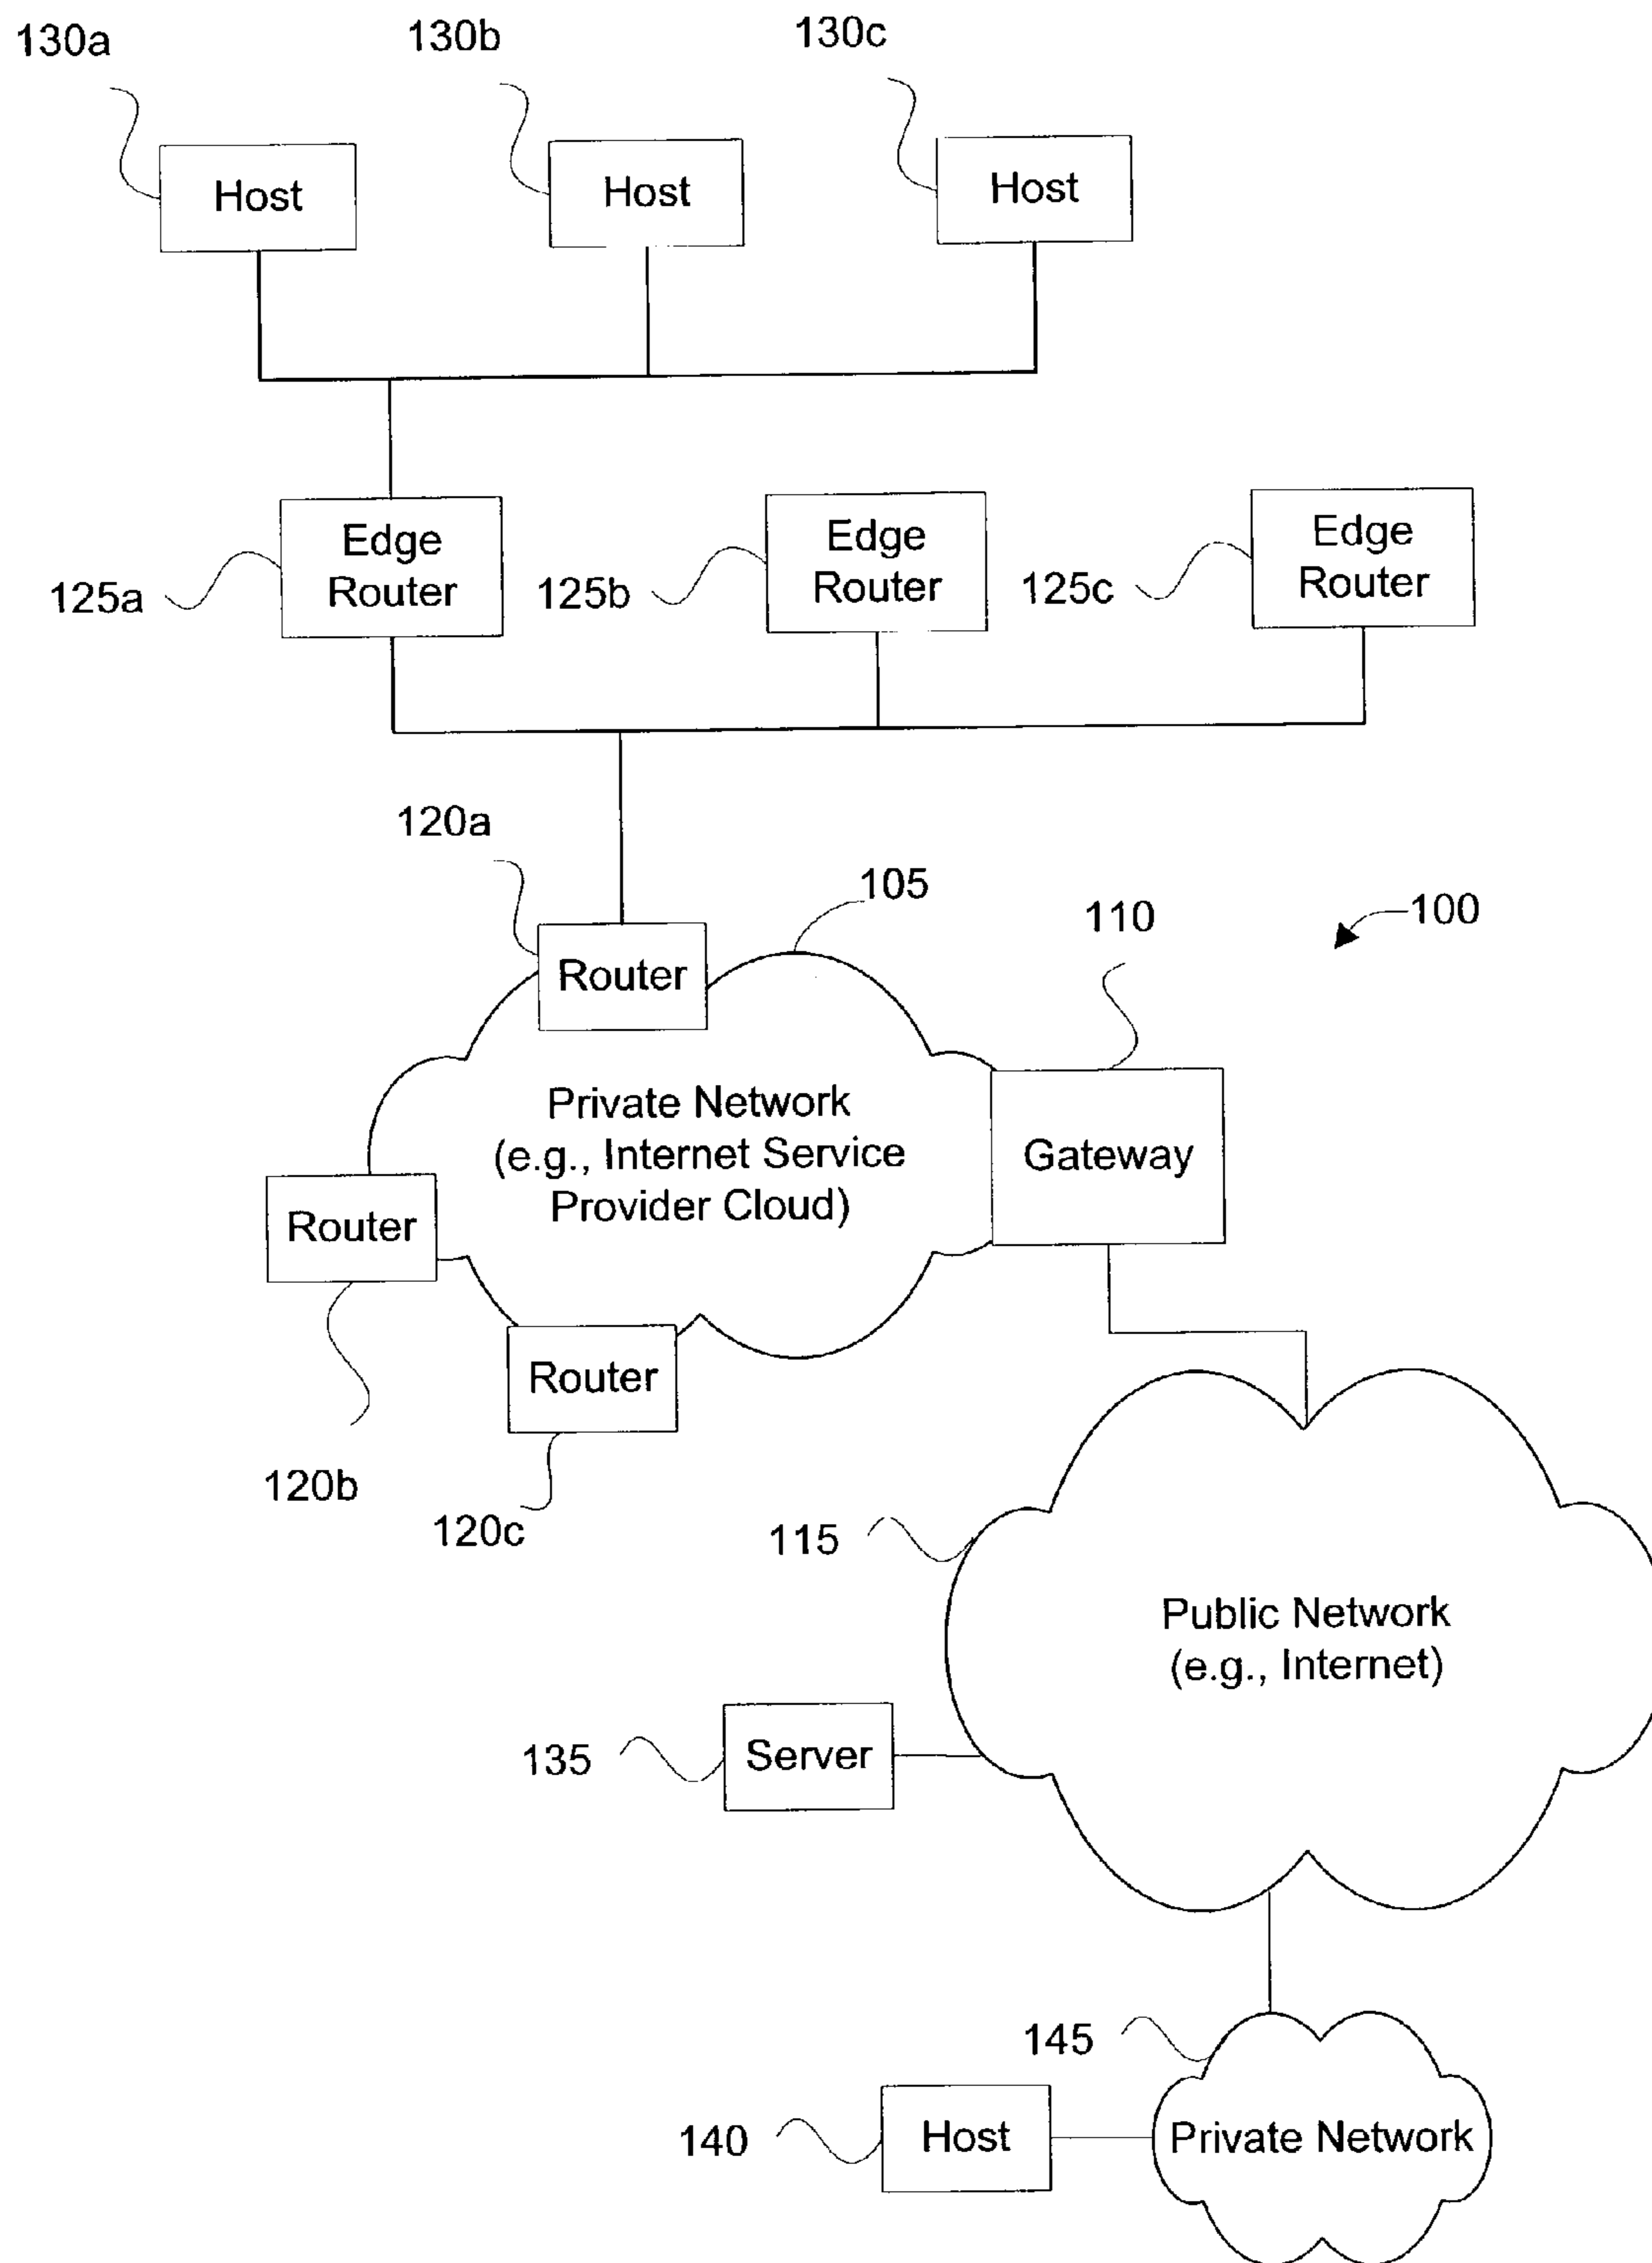 130a
130b
130c
Host
Host
Host
Edge
Router
Edge
Router
Edge
Router
125a
125b
125c
120a
105
110
100
Router
Private Network
(e.g., Internet Service
Provider Cloud)
Gateway
Router
Router
120b
120c
115
Public Network
(e.g., Internet)
135
Server
145
140
Host
Private Network